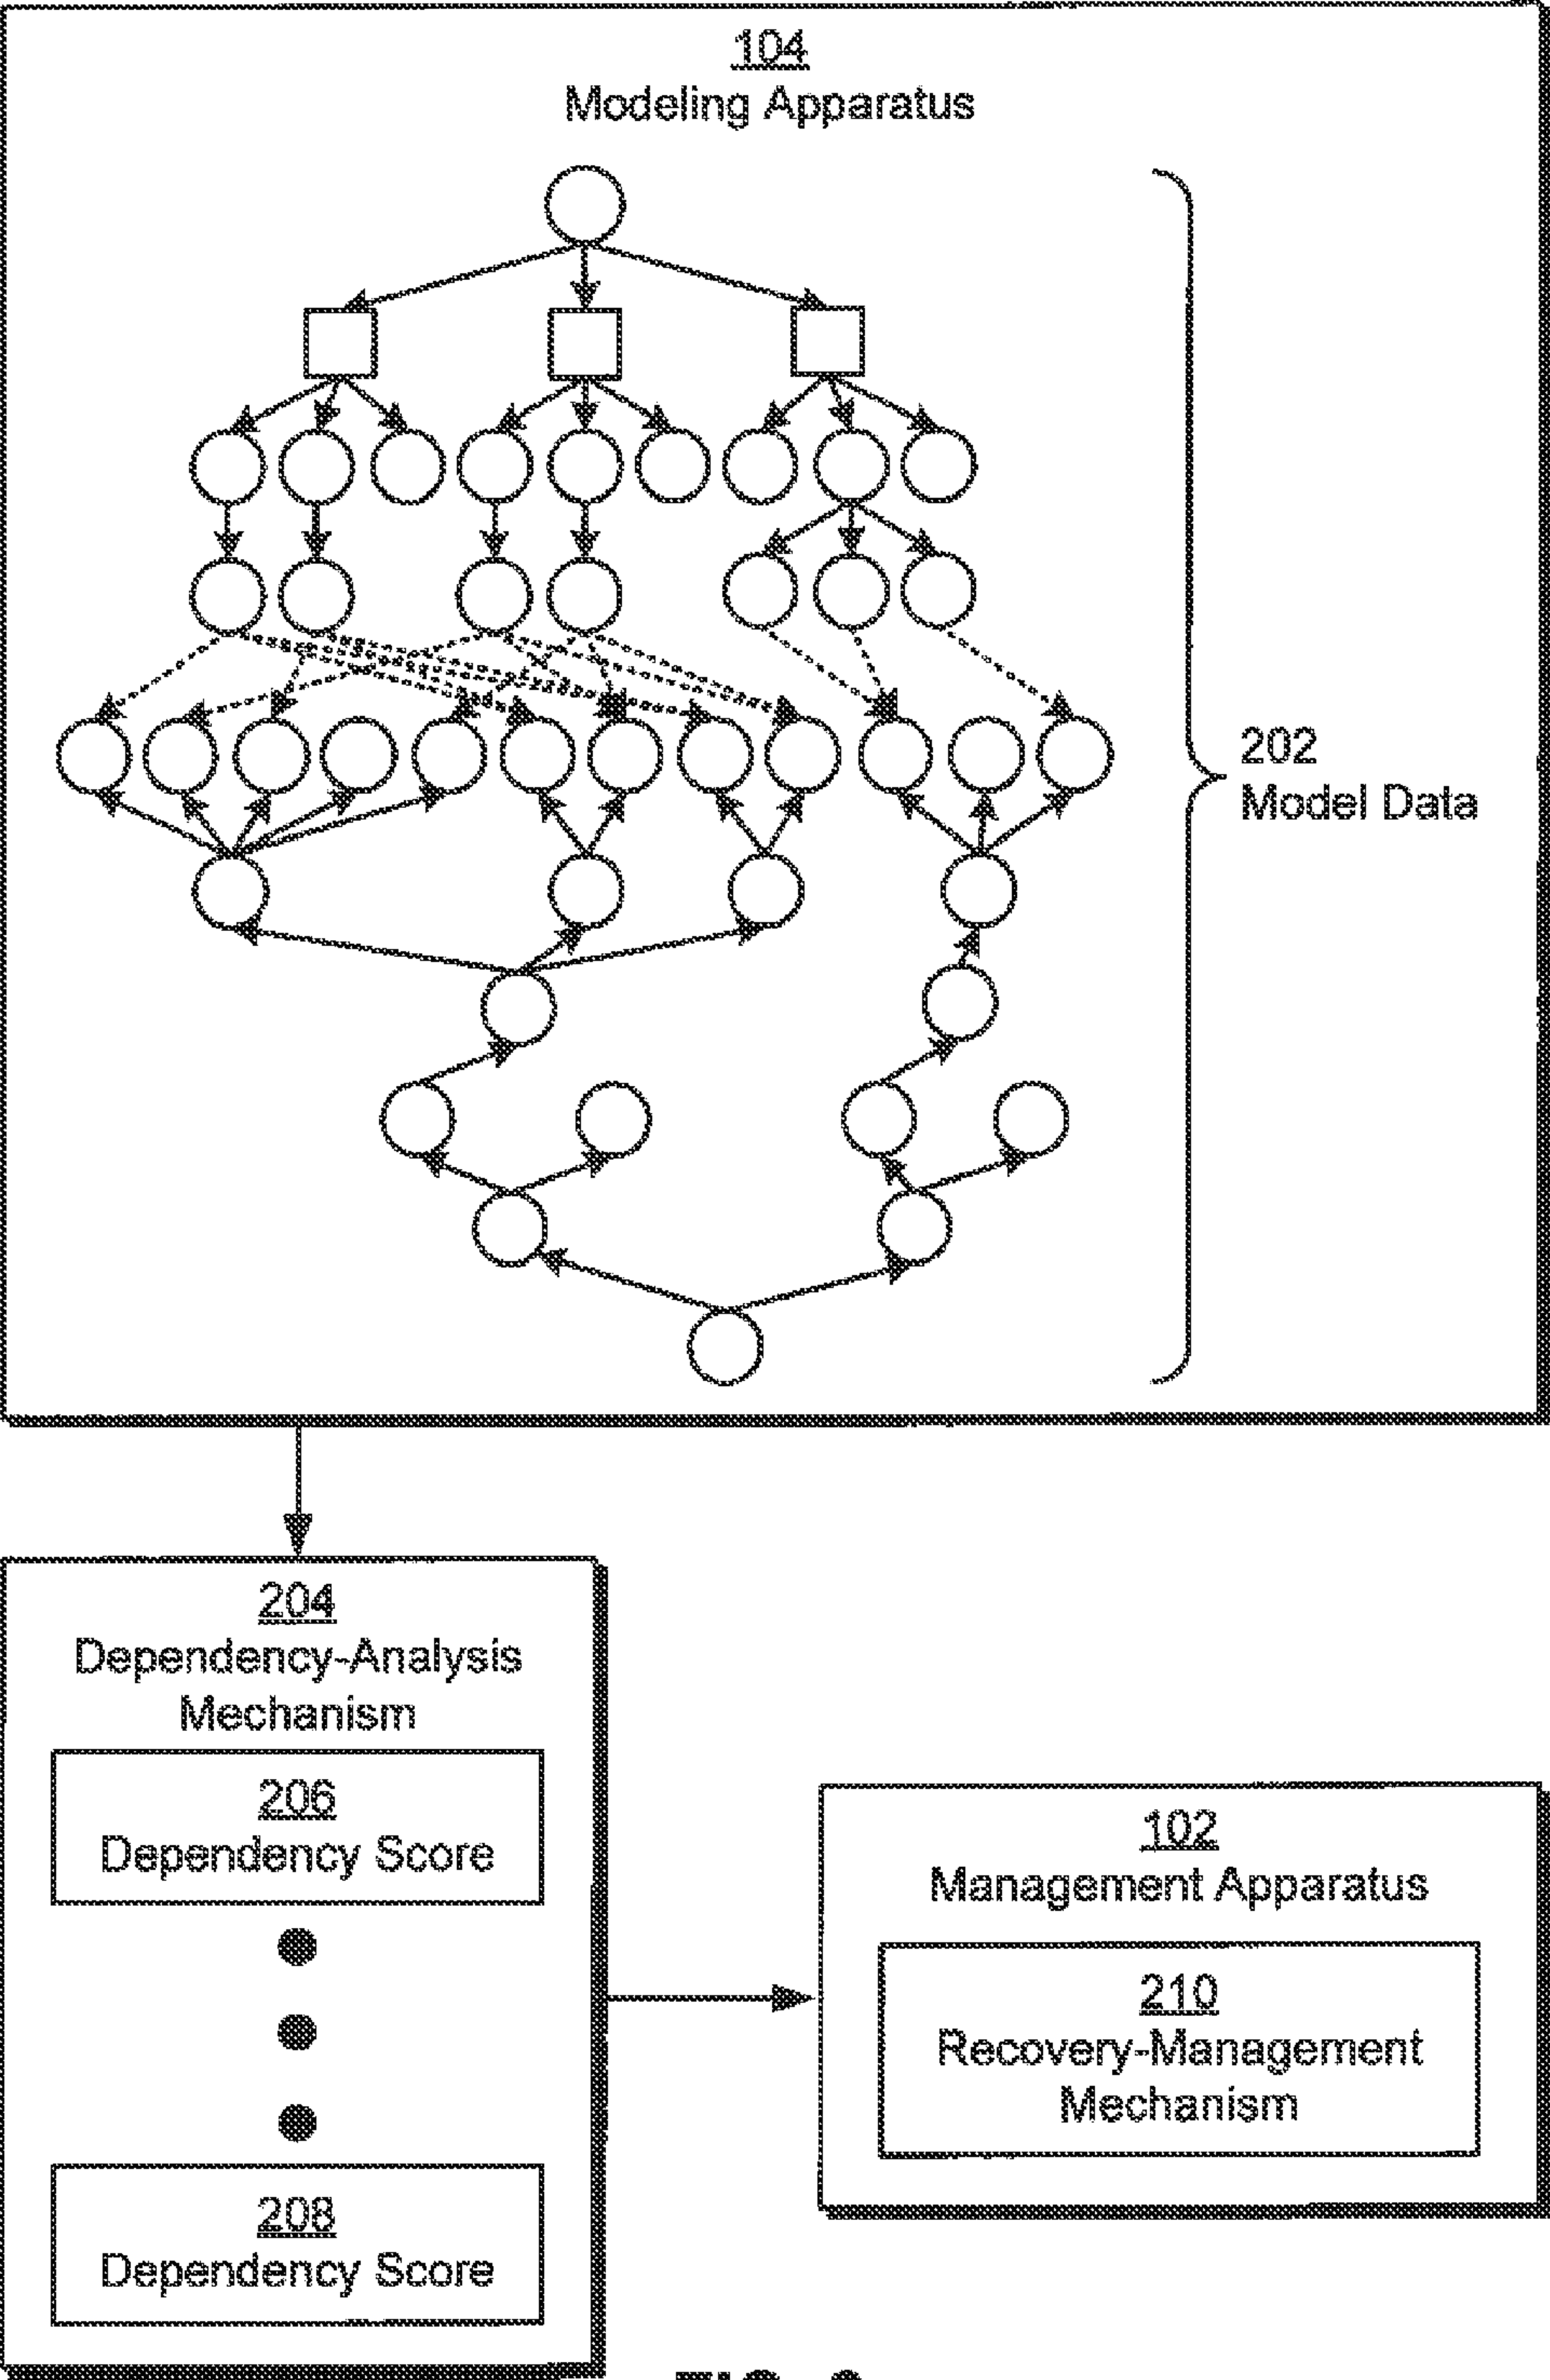 104
Modeling Apparatus
202
Model Data
204
Dependency-Analysis
Mechanism
206
Dependency Score
208
Dependency Score
102
Management Apparatus
210
Recovery-Management
Mechanism